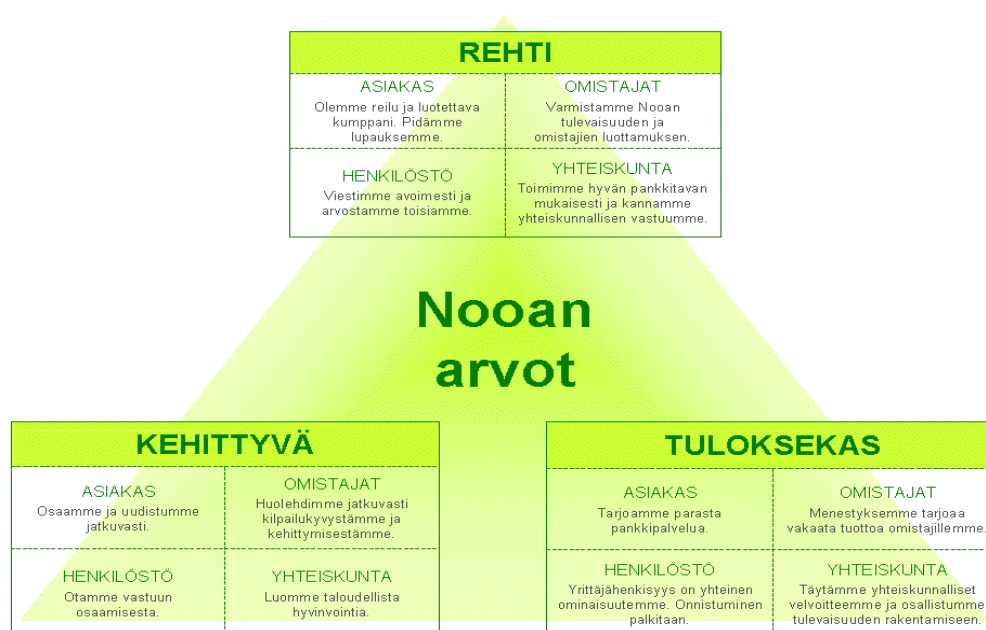 REHTI
ASIAKAS
Olemme reilu ja luotettava
kumppani. Pidämme
lupauksemme.
OMISTAJAT
Varmistamme Nooan
tulevaisuuden ja
omistajien luottamuksen.
HENKILÖSTÖ
Viestimme avoimesti ja
arvostamme toisiamme.
YHTEISKUNTA
Toimimme hyvän pankkitavan
mukaisesti ja kannamme
yhteiskunnallisen vastuumme.
Nooan
arvot
KEHITTYVÄ
ASIAKAS
Osaamme ja uudistumme
jatkuvasti.
OMISTAJAT
Huolehdimme jatkuvasti
kilpailukyvystämme ja
kehittymisestämme.
HENKILÖSTÖ
Otamme vastuun
osaamisesta.
YHTEISKUNTA
Luomme taloudellista
hyvinvointia.
TULOKSEKAS
ASIAKAS
Tarjoamme parasta
pankkipalvelua.
OMISTAJAT
Menestyksemme tarjoaa
vakaata tuottoa omistajillemme.
HENKILÖSTÖ
Yrittäjähenkisyys on yhteinen
ominaisuutemme. Onnistuminen
palkitaan.
YHTEISKUNTA
Täytämme yhteiskunnalliset
velvoitteemme ja osallistumme
tulevaisuuden rakentamiseen.